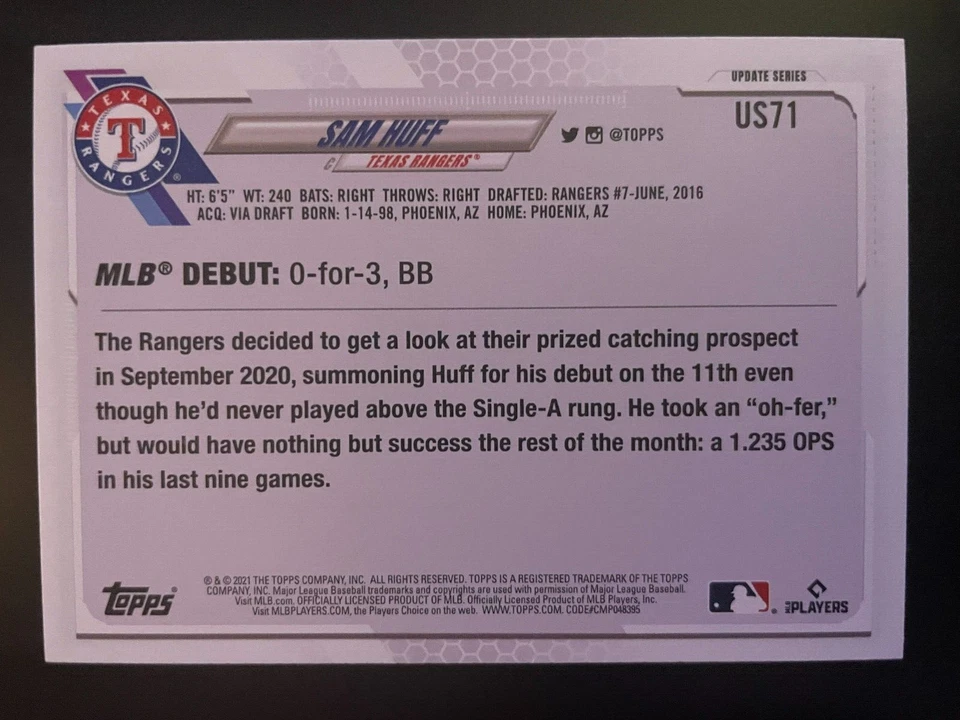 UPDATE SERIES
US71
TEXAS RANGERS
T
SAM HUFF
@TOPPS
C TEXAS RANGERS®
HT: 6'5" WT: 240 BATS: RIGHT THROWS: RIGHT DRAFTED: RANGERS #7-JUNE, 2016
ACQ: VIA DRAFT BORN: 1-14-98, PHOENIX, AZ HOME: PHOENIX, AZ
MLB® DEBUT: 0-for-3, BB
The Rangers decided to get a look at their prized catching prospect
in September 2020, summoning Huff for his debut on the 11th even
though he’d never played above the Single-A rung. He took an “oh-fer,”
but would have nothing but success the rest of the month: a 1.235 OPS
in his last nine games.
topps®
® & © 2021 THE TOPPS COMPANY, INC. ALL RIGHTS RESERVED. TOPPS IS A REGISTERED TRADEMARK OF THE TOPPS
COMPANY, INC. Major League Baseball trademarks and copyrights are used with permission of Major League Baseball.
Visit MLB.com. OFFICIALLY LICENSED PRODUCT OF MLB Players, Inc.
Visit MLBPLAYERS.COM, the Players Choice on the web. WWW.TOPPS.COM. CODE#CMP048395
MLB PLAYERS